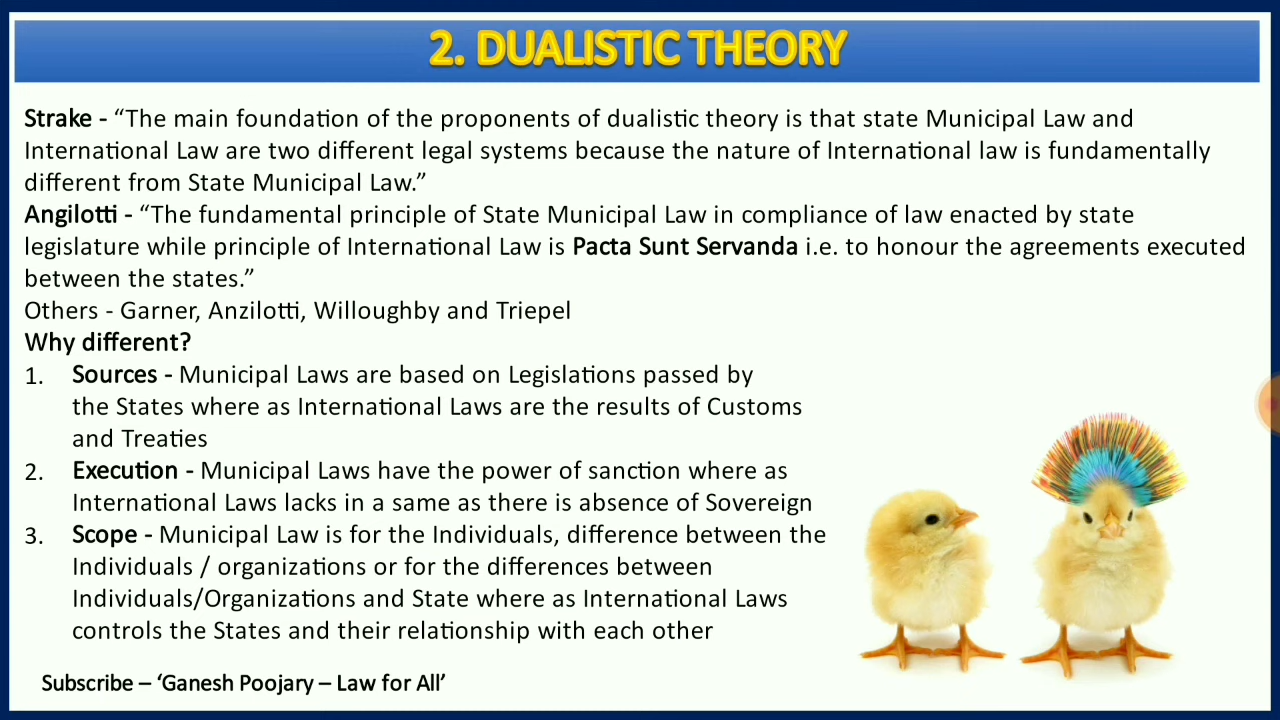 2. DUALISTIC THEORY
Strake - “The main foundation of the proponents of dualistic theory is that state Municipal Law and
International Law are two different legal systems because the nature of International law is fundamentally
different from State Municipal Law.”
Angilotti - “The fundamental principle of State Municipal Law in compliance of law enacted by state
legislature while principle of International Law is Pacta Sunt Servanda i.e. to honour the agreements executed
between the states.”
Others - Garner, Anzilotti, Willoughby and Triepel
Why different?
1. Sources - Municipal Laws are based on Legislations passed by
the States where as International Laws are the results of Customs
and Treaties
2. Execution - Municipal Laws have the power of sanction where as
International Laws lacks in a same as there is absence of Sovereign
3. Scope - Municipal Law is for the Individuals, difference between the
Individuals / organizations or for the differences between
Individuals/Organizations and State where as International Laws
controls the States and their relationship with each other
Subscribe – ‘Ganesh Poojary – Law for All’